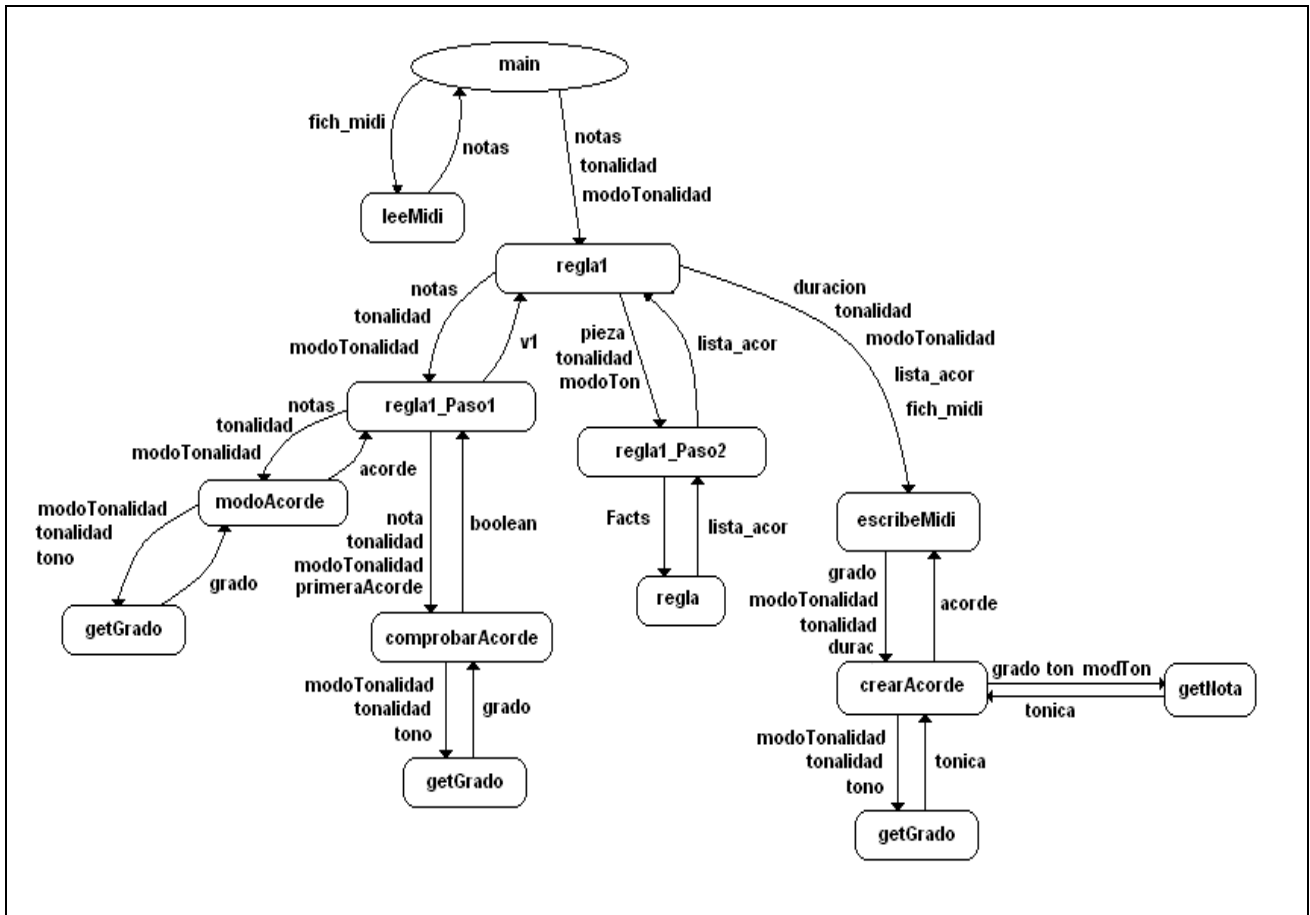 main
fich_midi
notas
notas
tonalidad
modoTonalidad
leeMidi
regla1
notas
tonalidad
modoTonalidad
v1
pieza
tonalidad
modoTon
lista_acor
duracion
tonalidad
modoTonalidad
lista_acor
fich_midi
regla1_Paso1
notas
tonalidad
modoTonalidad
acorde
regla1_Paso2
modoAcorde
modoTonalidad
tonalidad
tono
grado
getGrado
nota
tonalidad
modoTonalidad
primeraAcorde
boolean
comprobarAcorde
modoTonalidad
tonalidad
tono
grado
getGrado
Facts
lista_acor
regla
escribeMidi
grado
modoTonalidad
tonalidad
durac
acorde
crearAcorde
grado ton modTon
tonica
getNota
modoTonalidad
tonalidad
tono
tonica
getGrado